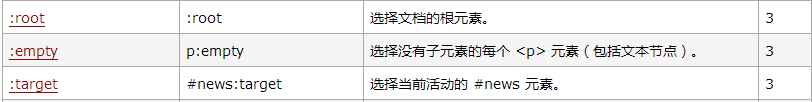 :root :root 选择文档的根元素。 3
:empty p:empty 选择没有子元素的每个 <p> 元素（包括文本节点）。 3
:target #news:target 选择当前活动的 #news 元素。 3